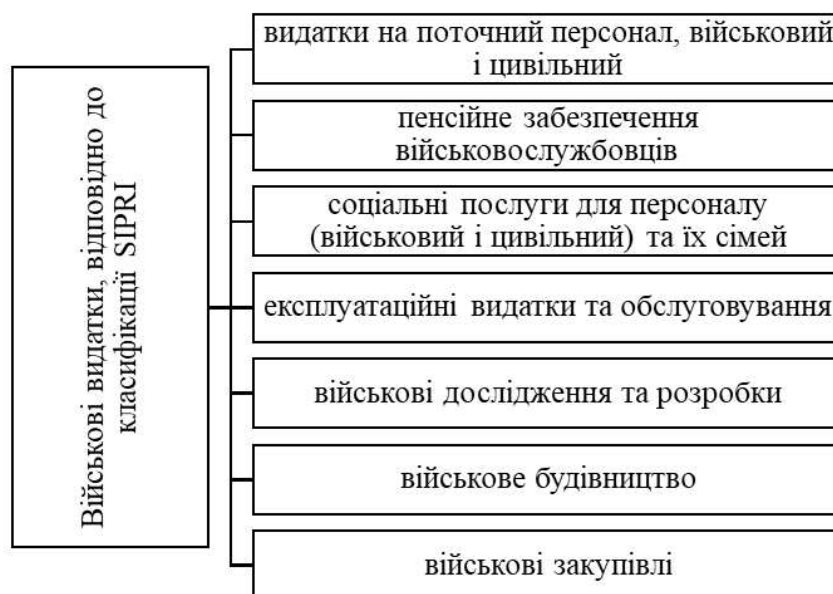 Військові видатки, відповідно до
класифікації SIPRI
видатки на поточний персонал, військовий
і цивільний
пенсійне забезпечення
військовослужбовців
соціальні послуги для персоналу
(військовий і цивільний) та їх сімей
експлуатаційні видатки та обслуговування
військові дослідження та розробки
військове будівництво
військові закупівлі